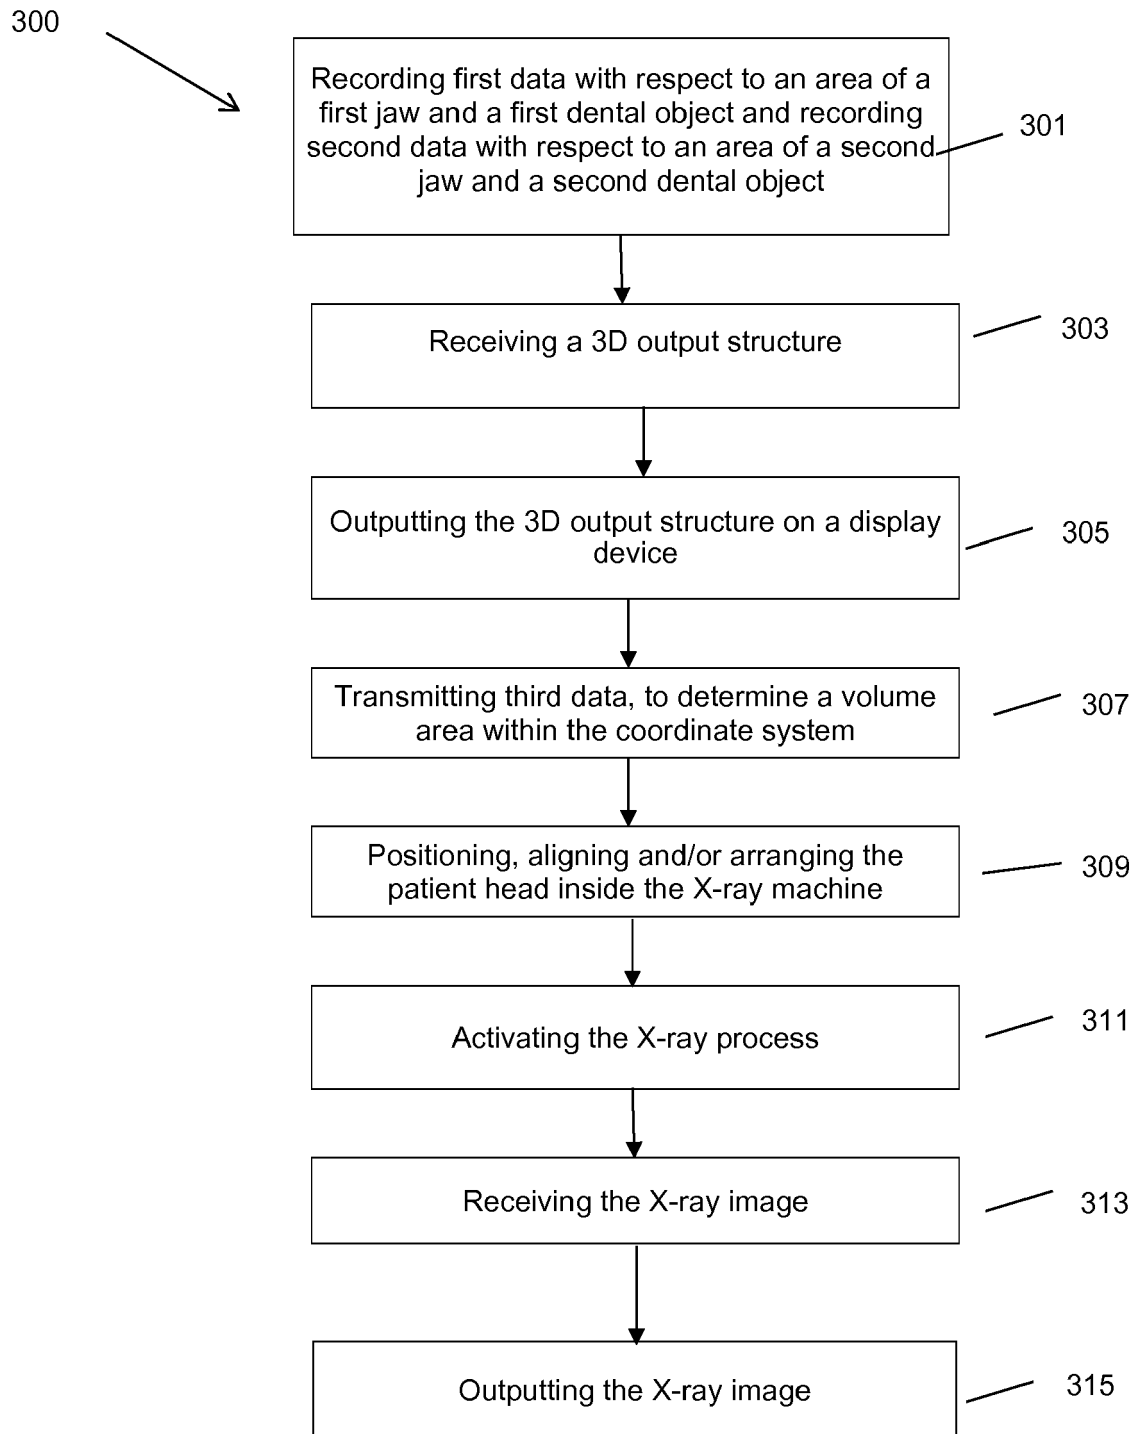 300
Recording first data with respect to an area of a
first jaw and a first dental object and recording
second data with respect to an area of a second
jaw and a second dental object
301
Receiving a 3D output structure
303
Outputting the 3D output structure on a display
device
305
Transmitting third data, to determine a volume
area within the coordinate system
307
Positioning, aligning and/or arranging the
patient head inside the X-ray machine
309
Activating the X-ray process
311
Receiving the X-ray image
313
Outputting the X-ray image
315